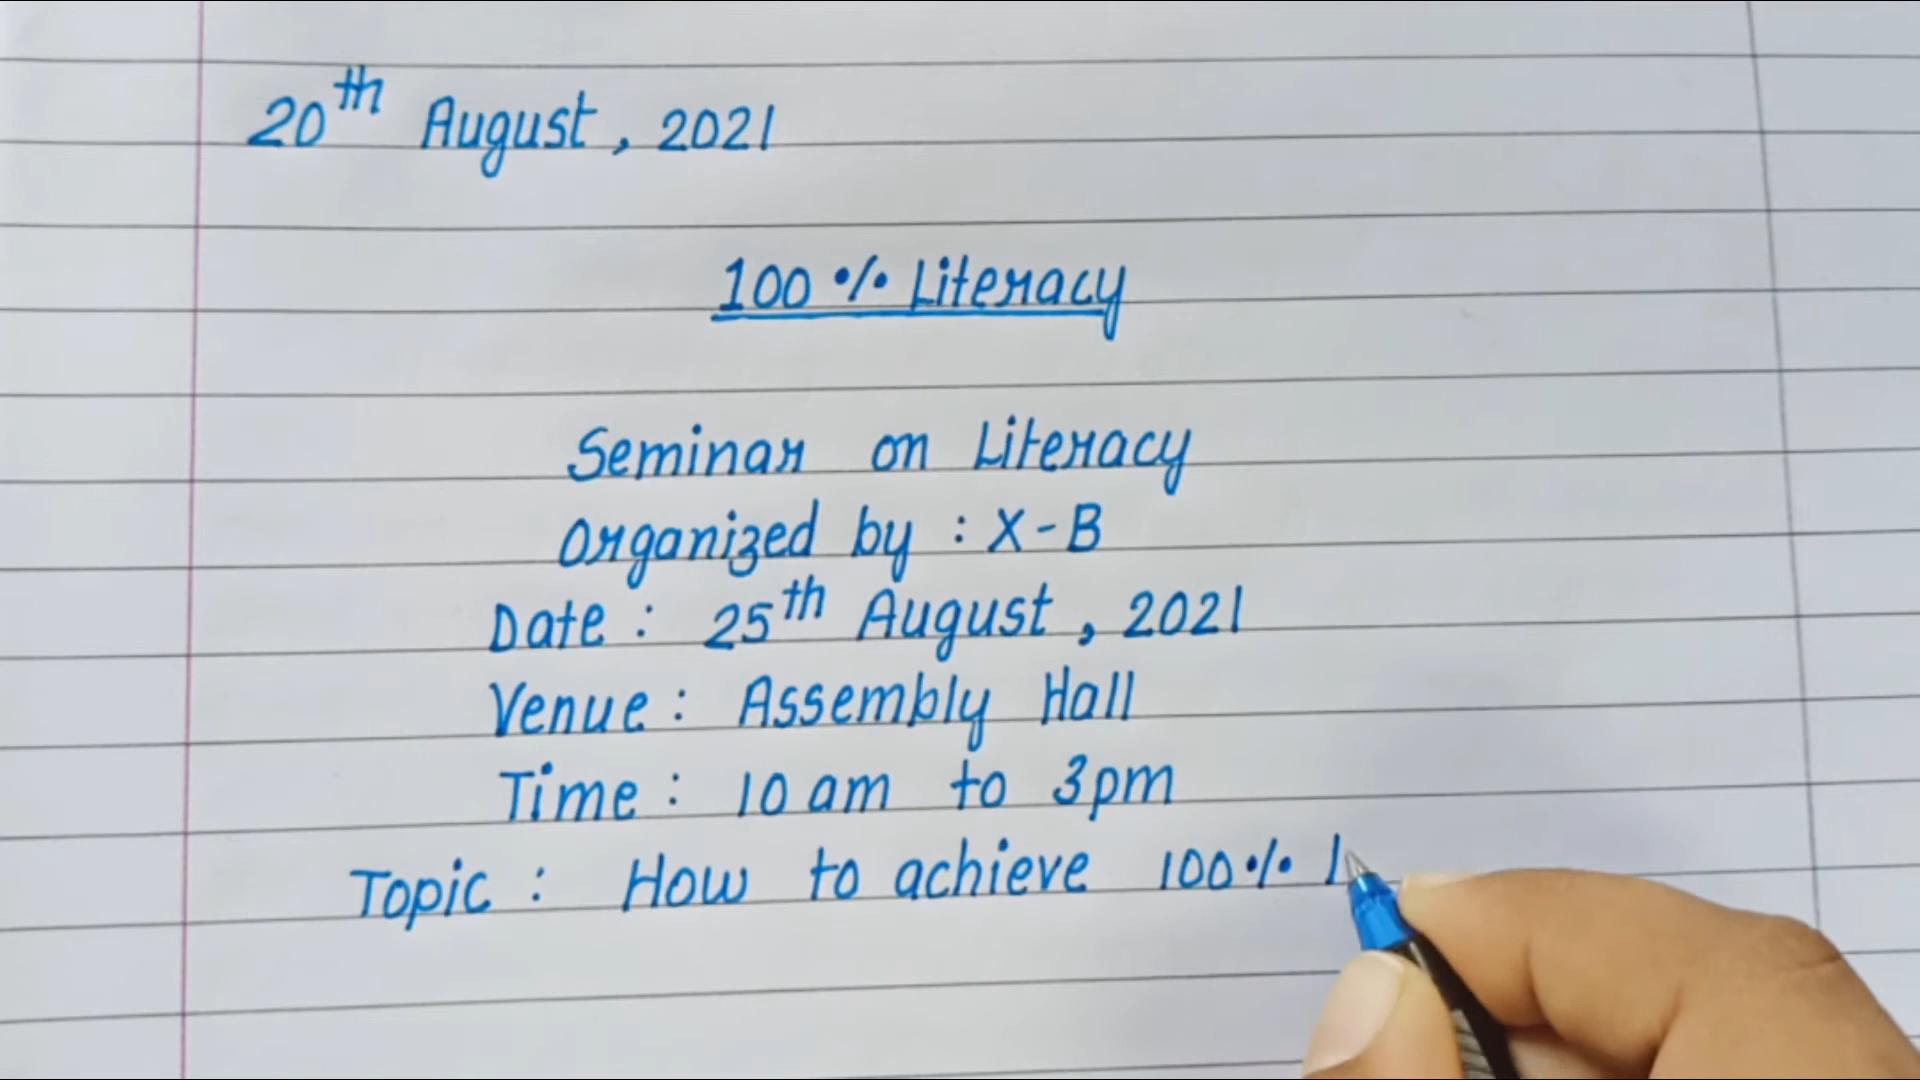 20th August, 2021
100% Literacy
Seminar on Literacy
Organized by : X-B
Date : 25th August, 2021
Venue : Assembly Hall
Time : 10 am to 3pm
Topic : How to achieve 100% l